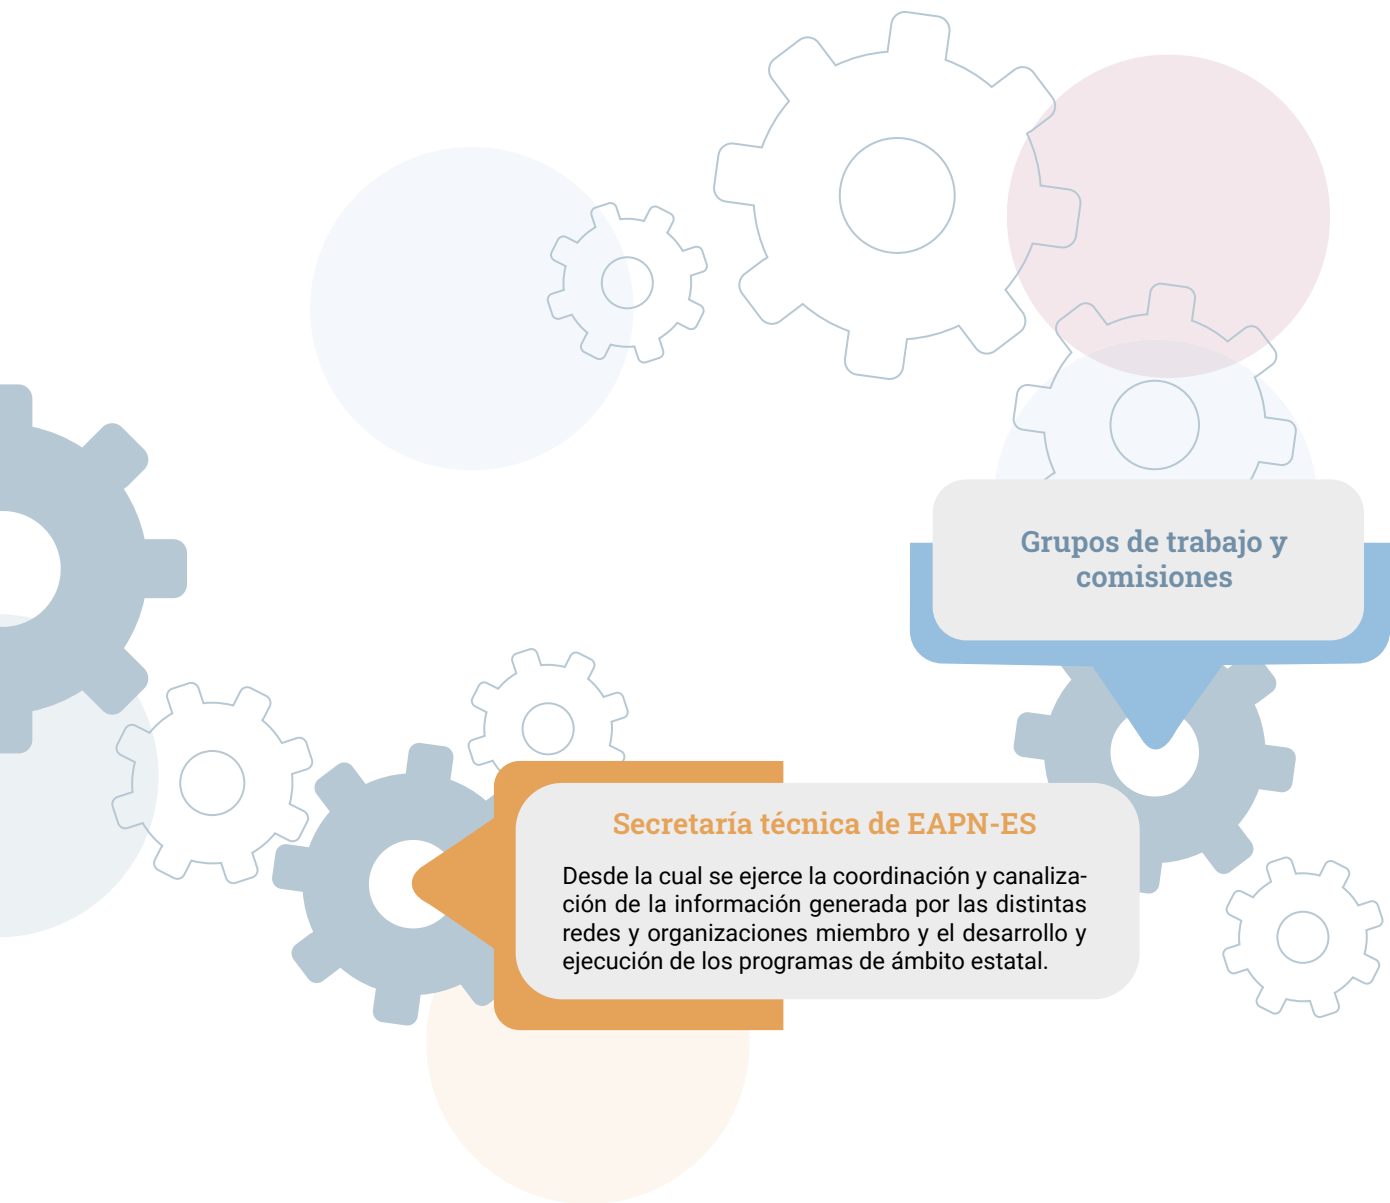 Grupos de trabajo y
comisiones
Secretaría técnica de EAPN-ES
Desde la cual se ejerce la coordinación y canaliza-
ción de la información generada por las distintas
redes y organizaciones miembro y el desarrollo y
ejecución de los programas de ámbito estatal.